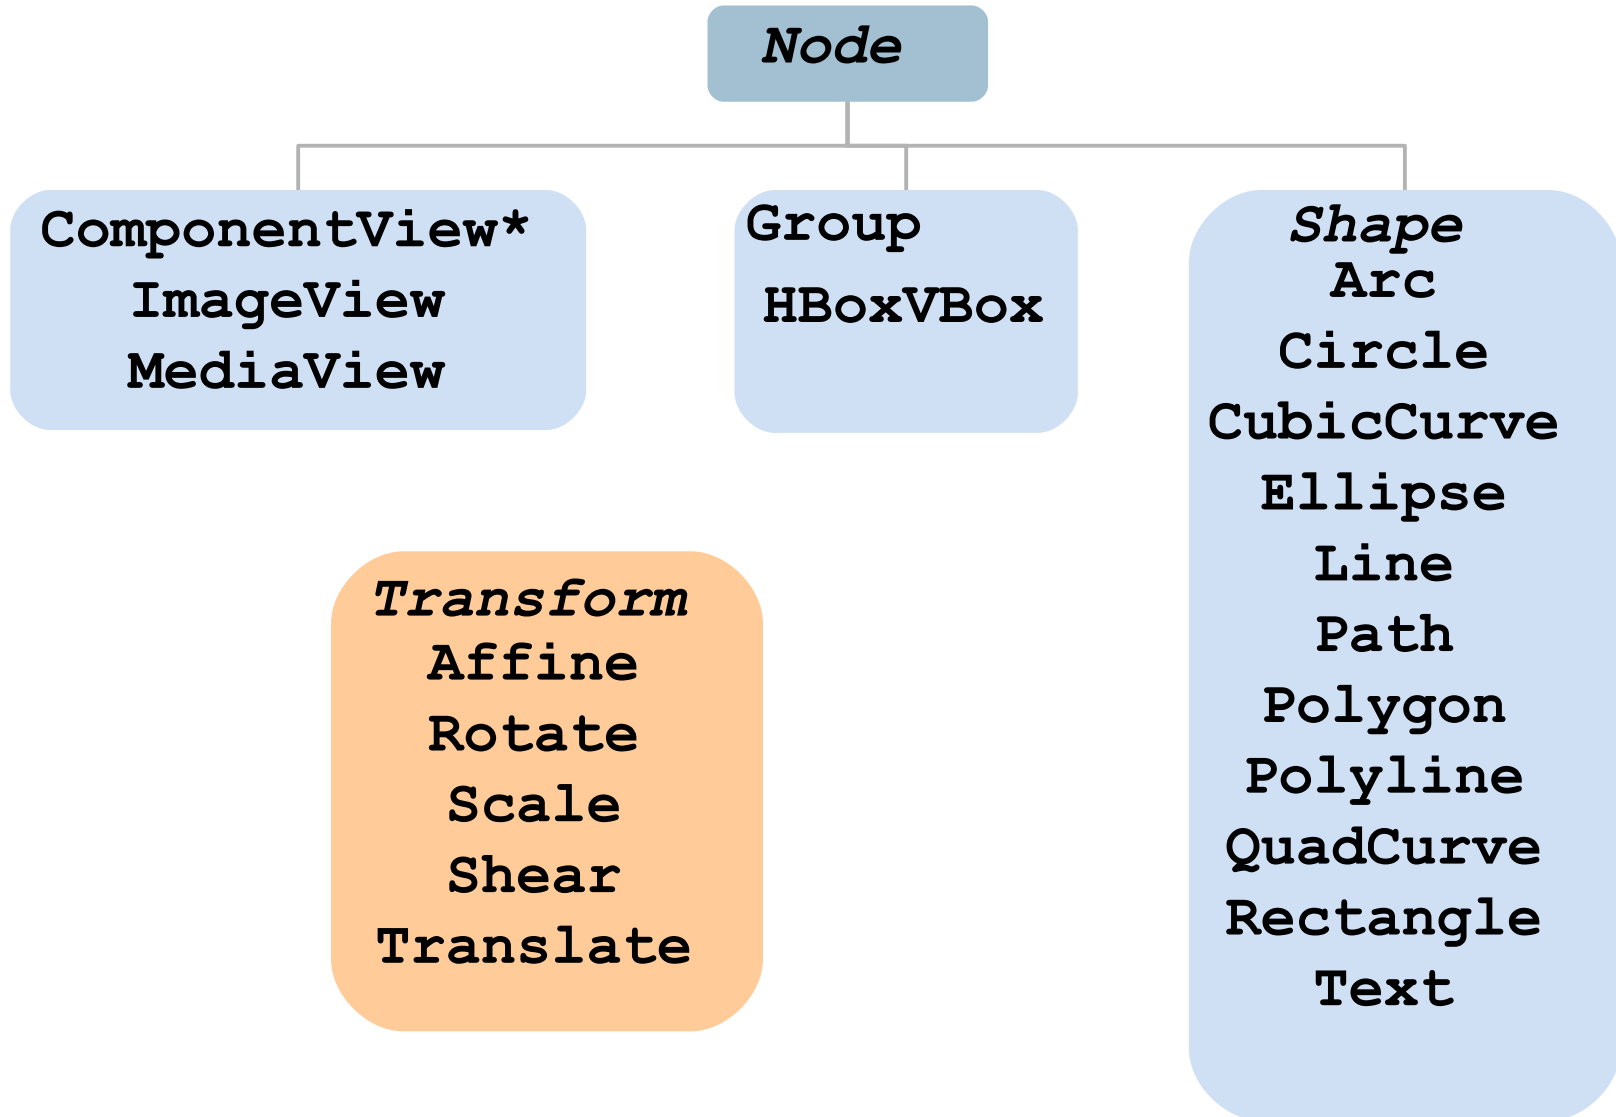 Node
ComponentView*
ImageView
MediaView
Group
HBoxVBox
Shape
Arc
Circle
CubicCurve
Ellipse
Line
Path
Polygon
Polyline
QuadCurve
Rectangle
Text
Transform
Affine
Rotate
Scale
Shear
Translate